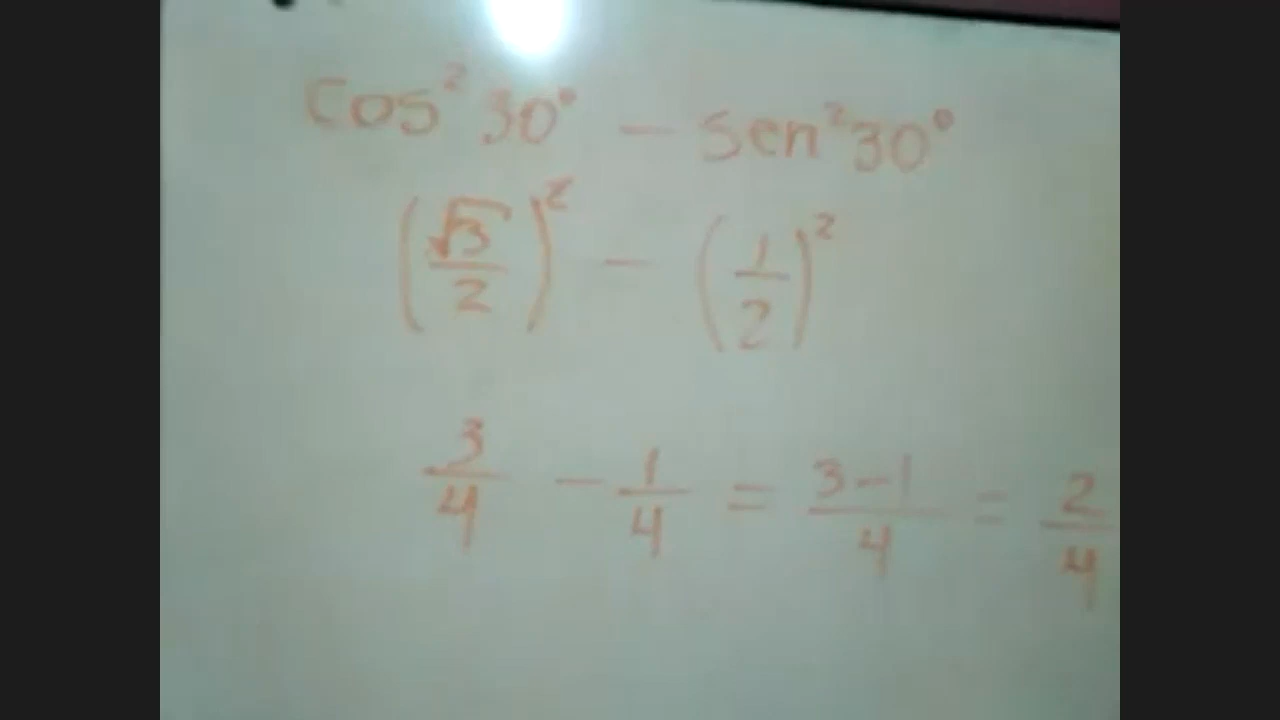 cos² 30° - sen² 30°
(√3/2)² - (1/2)²
3/4 - 1/4 = 3-1/4 = 2/4